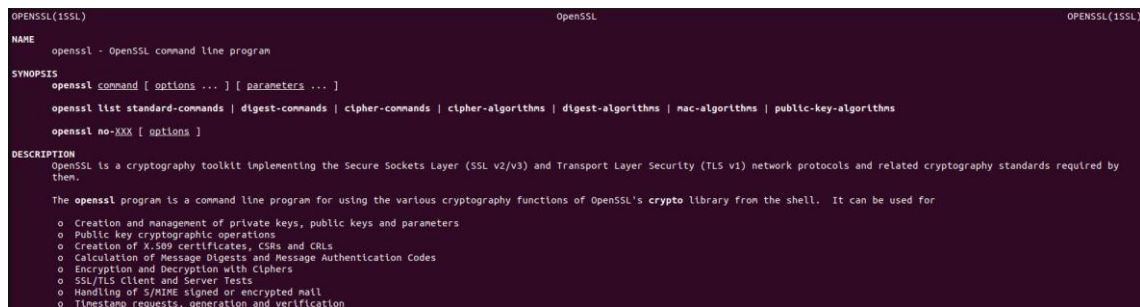 OPENSSL(1SSL) OpenSSL OPENSSL(1SSL)
NAME
openssl - OpenSSL command line program
SYNOPSIS
openssl command [ options ... ] [ parameters ... ]
openssl list standard-commands | digest-commands | cipher-commands | cipher-algorithms | digest-algorithms | mac-algorithms | public-key-algorithms
openssl no-XXX [ options ]
DESCRIPTION
OpenSSL is a cryptography toolkit implementing the Secure Sockets Layer (SSL v2/v3) and Transport Layer Security (TLS v1) network protocols and related cryptography standards required by
them.
The openssl program is a command line program for using the various cryptography functions of OpenSSL's crypto library from the shell. It can be used for
o Creation and management of private keys, public keys and parameters
o Public key cryptographic operations
o Creation of X.509 certificates, CSRs and CRLs
o Calculation of Message Digests and Message Authentication Codes
o Encryption and Decryption with Ciphers
o SSL/TLS Client and Server Tests
o Handling of S/MIME signed or encrypted mail
o Timestamp requests, generation and verification